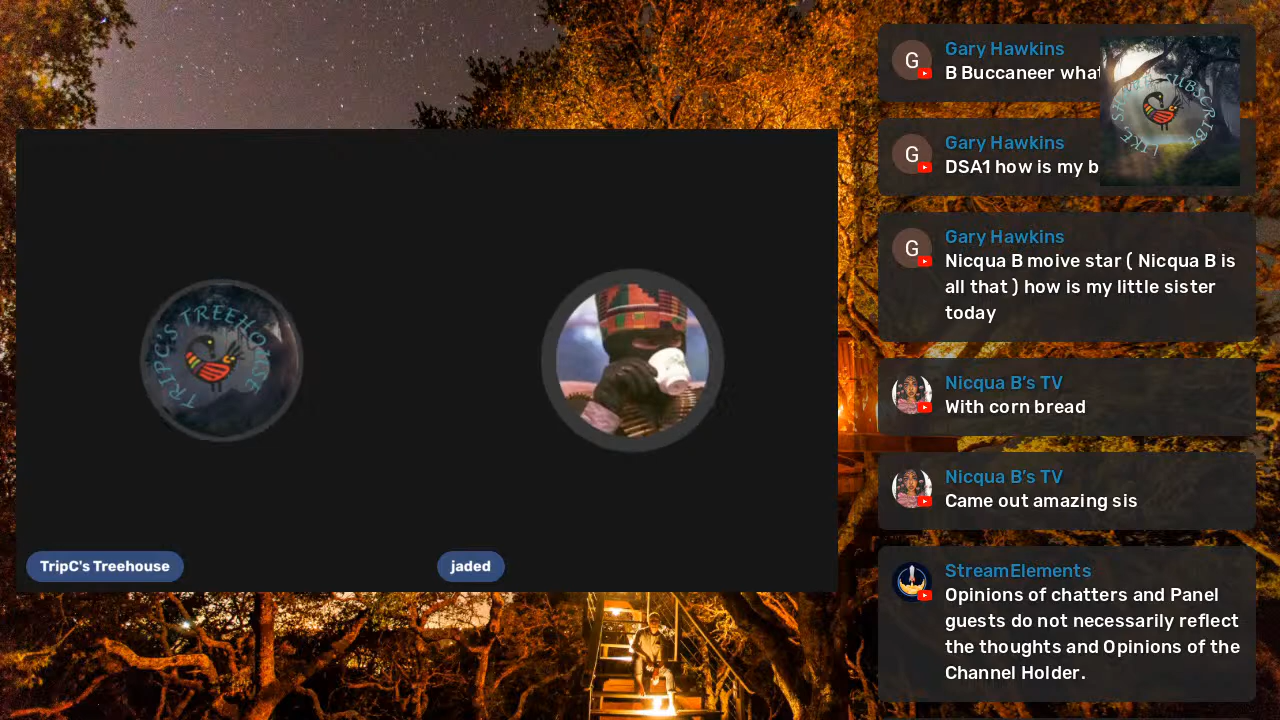 Gary Hawkins
B Buccaneer what
LIKE, SHARE, SUBSCRIBE
Gary Hawkins
DSA1 how is my b
Gary Hawkins
Nicqua B moive star ( Nicqua B is
all that ) how is my little sister
today
TRIPC'S TREEHOUSE
Nicqua B’s TV
With corn bread
Nicqua B’s TV
Came out amazing sis
TripC's Treehouse
jaded
StreamElements
Opinions of chatters and Panel
guests do not necessarily reflect
the thoughts and Opinions of the
Channel Holder.
G
G
G